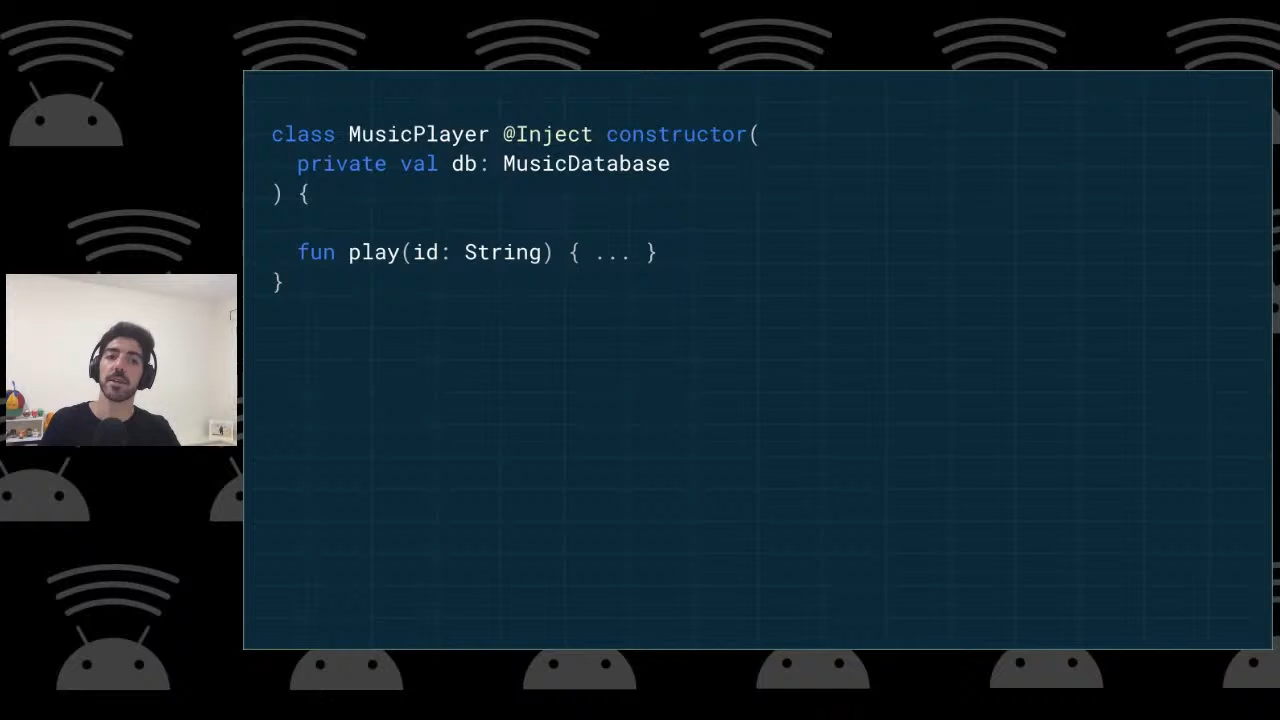 class MusicPlayer @Inject constructor(
  private val db: MusicDatabase
) {
  fun play(id: String) { ... }
}